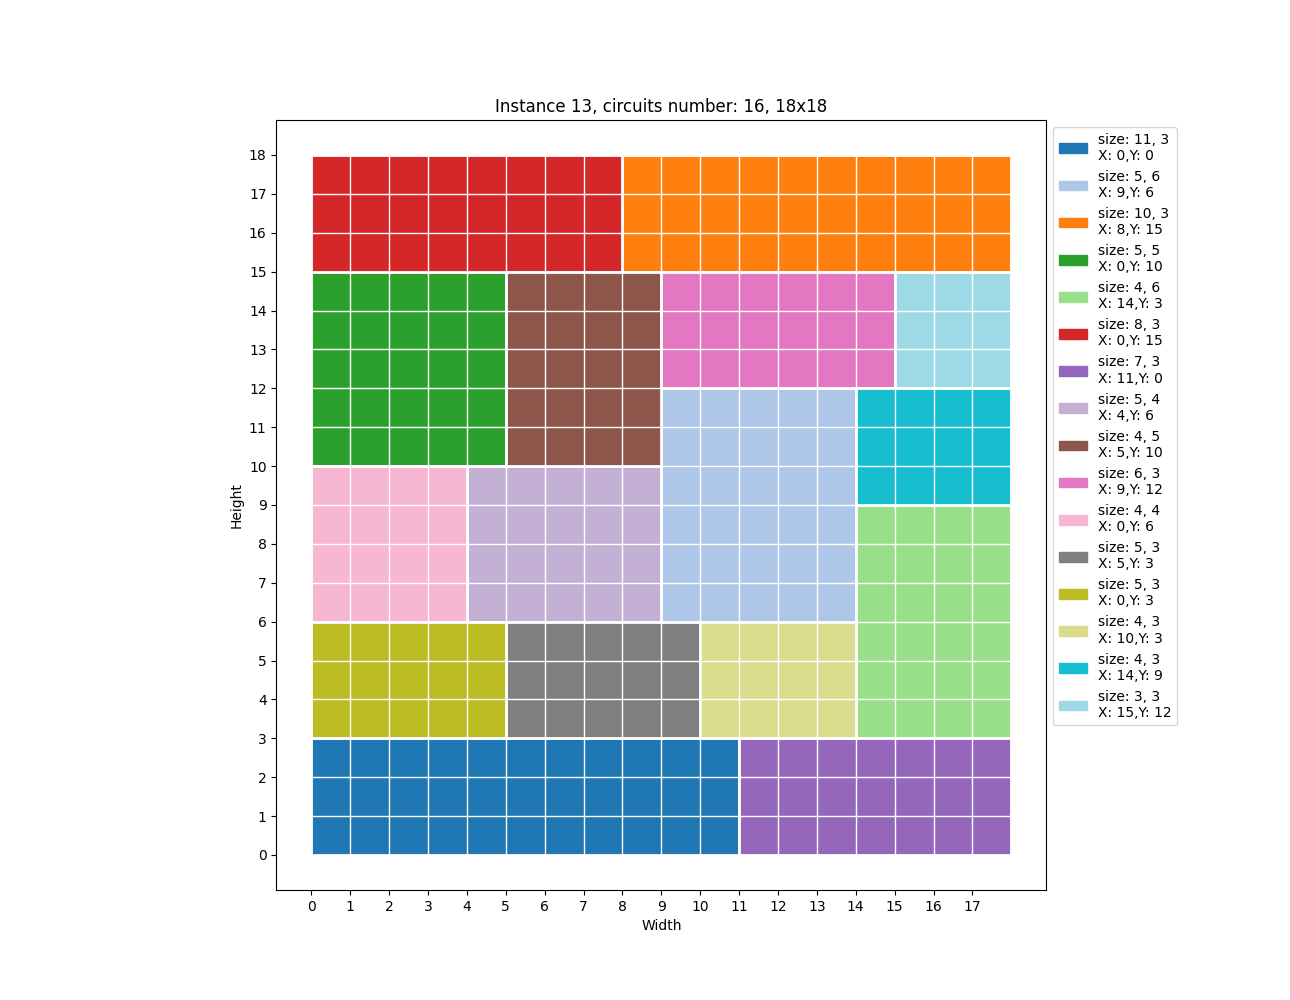 Instance 13, circuits number: 16, 18x18
18
17
16
15
14
13
12
11
10
9
8
7
6
5
4
3
2
1
0
Height
0 1 2 3 4 5 6 7 8 9 10 11 12 13 14 15 16 17
Width
size: 11, 3
X: 0,Y: 0
size: 5, 6
X: 9,Y: 6
size: 10, 3
X: 8,Y: 15
size: 5, 5
X: 0,Y: 10
size: 4, 6
X: 14,Y: 3
size: 8, 3
X: 0,Y: 15
size: 7, 3
X: 11,Y: 0
size: 5, 4
X: 4,Y: 6
size: 4, 5
X: 5,Y: 10
size: 6, 3
X: 9,Y: 12
size: 4, 4
X: 0,Y: 6
size: 5, 3
X: 5,Y: 3
size: 5, 3
X: 0,Y: 3
size: 4, 3
X: 10,Y: 3
size: 4, 3
X: 14,Y: 9
size: 3, 3
X: 15,Y: 12